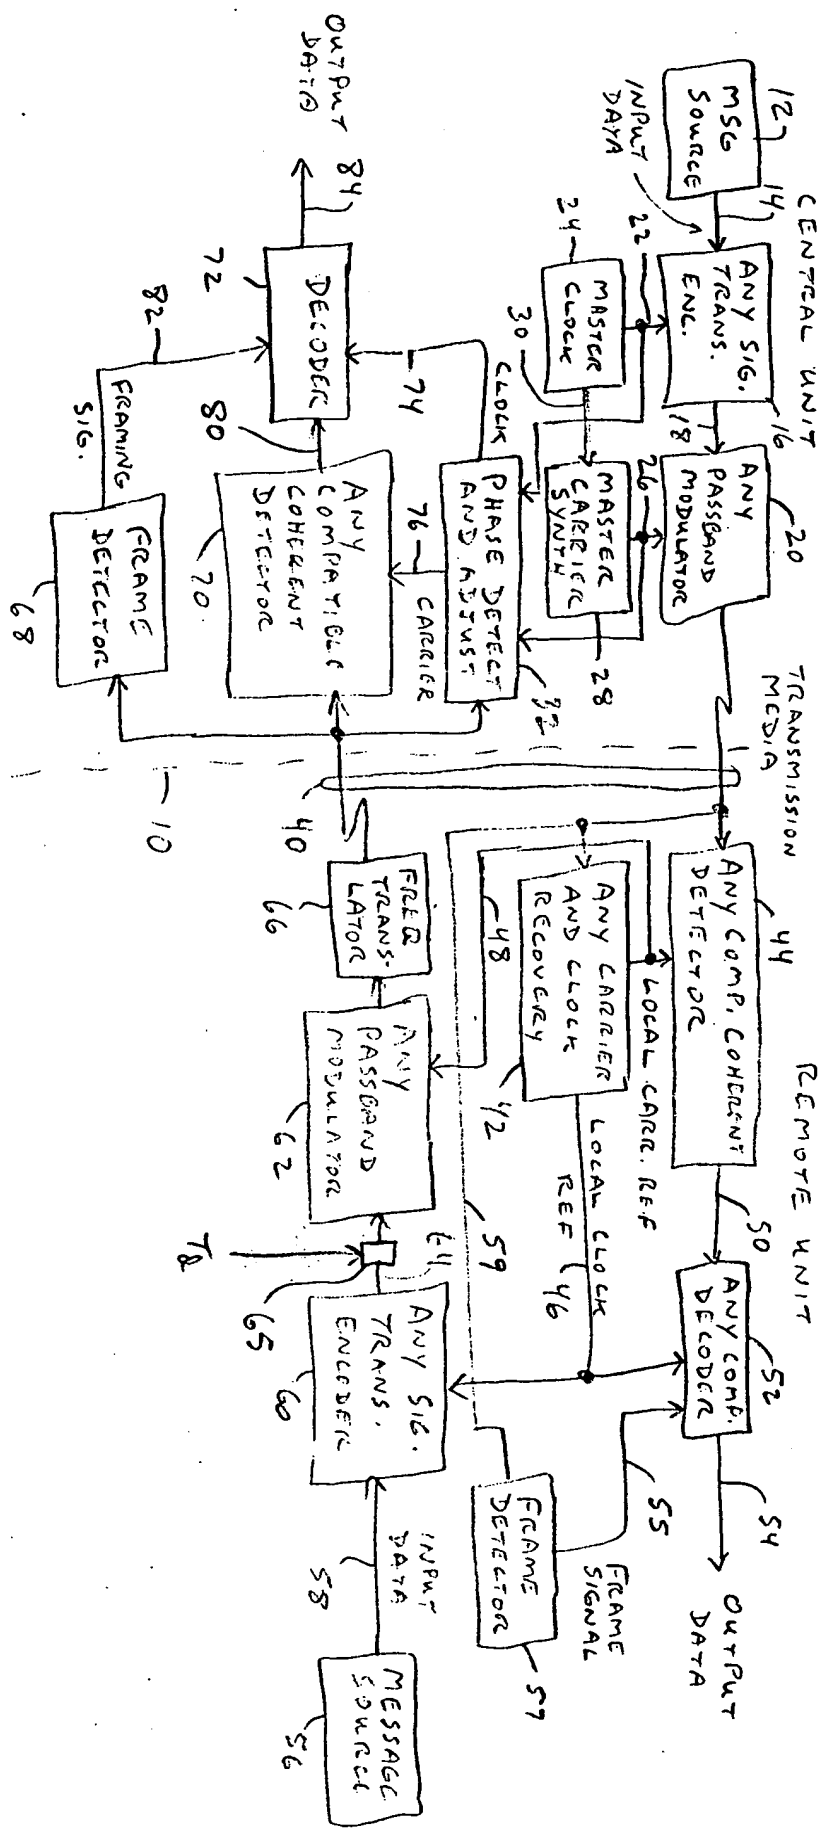 CENTRAL UNIT
TRANSMISSION
MEDIA
REMOTE UNIT
12
MSG
SOURCE
14
INPUT
DATA
ANY SIG.
TRANS.
ENC.
16
18
ANY
PASSBAND
MODULATOR
20
22
24
MASTER
CLOCK
30
26
MASTER
CARRIER
SYNTH
28
44
ANY COMP. COHERENT
DETECTOR
50
ANY COMP.
DECODER
52
54
OUTPUT
DATA
LOCAL CARR. REF
ANY CARRIER
AND CLOCK
RECOVERY
42
48
LOCAL CLOCK
REF
46
59
FRAME
SIGNAL
55
FRAME
DETECTOR
57
CLOCK
PHASE DETECT
AND ADJUST
32
74
76
CARRIER
OUTPUT
DATA
84
72
DECODER
80
ANY
COMPATIBLE
COHERENT
DETECTOR
70
82
FRAMING
SIG.
FRAME
DETECTOR
68
10
40
FREQ
TRANS-
LATOR
66
ANY
PASSBAND
MODULATOR
62
Td
65
ANY SIG.
TRANS.
ENCODER
60
INPUT
DATA
58
MESSAGE
SOURCE
56